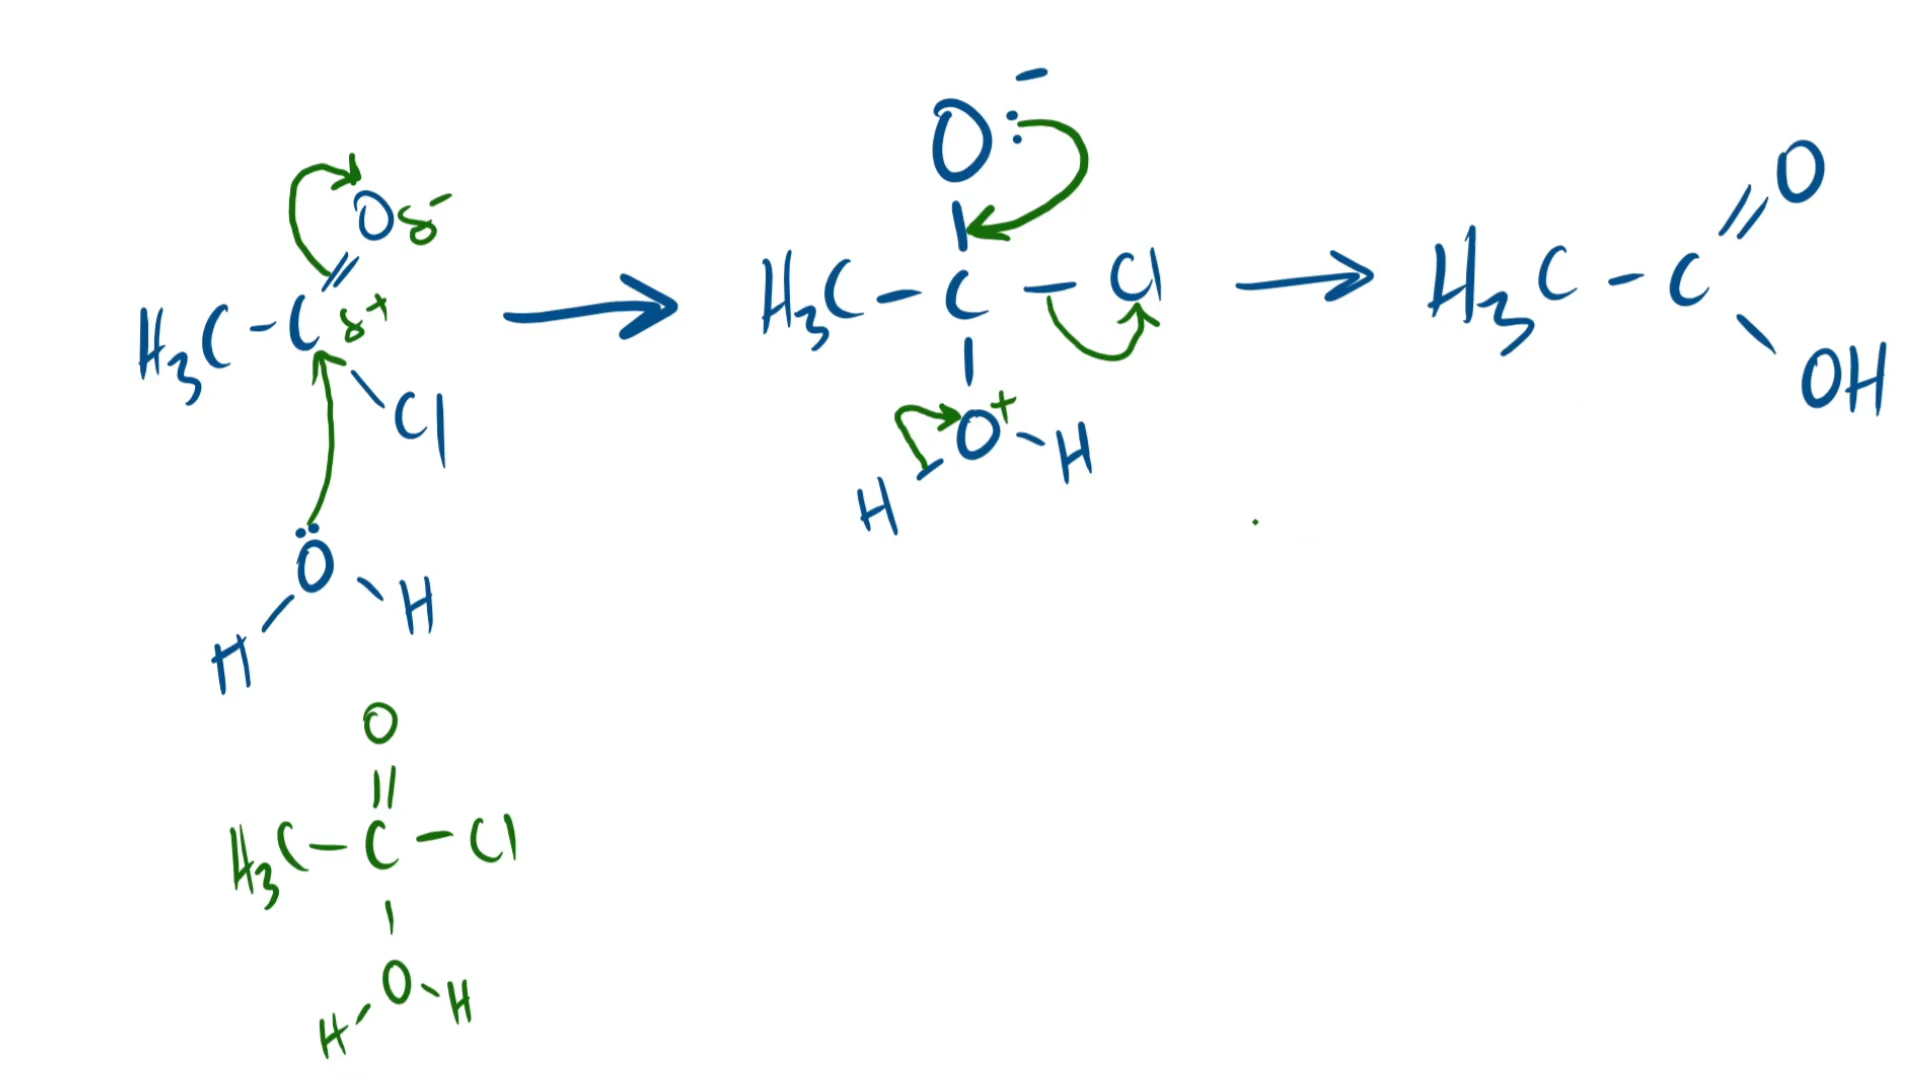 O δ-
H3C-C δ+
Cl
O
H
H
O -
H3C-C-Cl
O+
H
H
O
H3C-C
OH
O
H3C-C-Cl
O
H
H